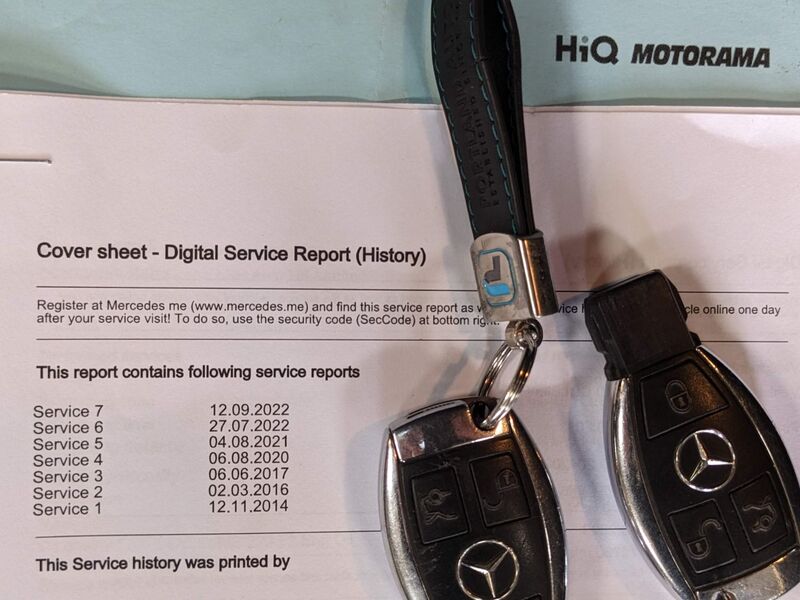 HiQ MOTORAMA
Cover sheet - Digital Service Report (History)
Register at Mercedes me (www.mercedes.me) and find this service report as online one day
after your service visit! To do so, use the security code (SecCode) at bottom right.
This report contains following service reports
Service 7 12.09.2022
Service 6 27.07.2022
Service 5 04.08.2021
Service 4 06.08.2020
Service 3 06.06.2017
Service 2 02.03.2016
Service 1 12.11.2014
This Service history was printed by